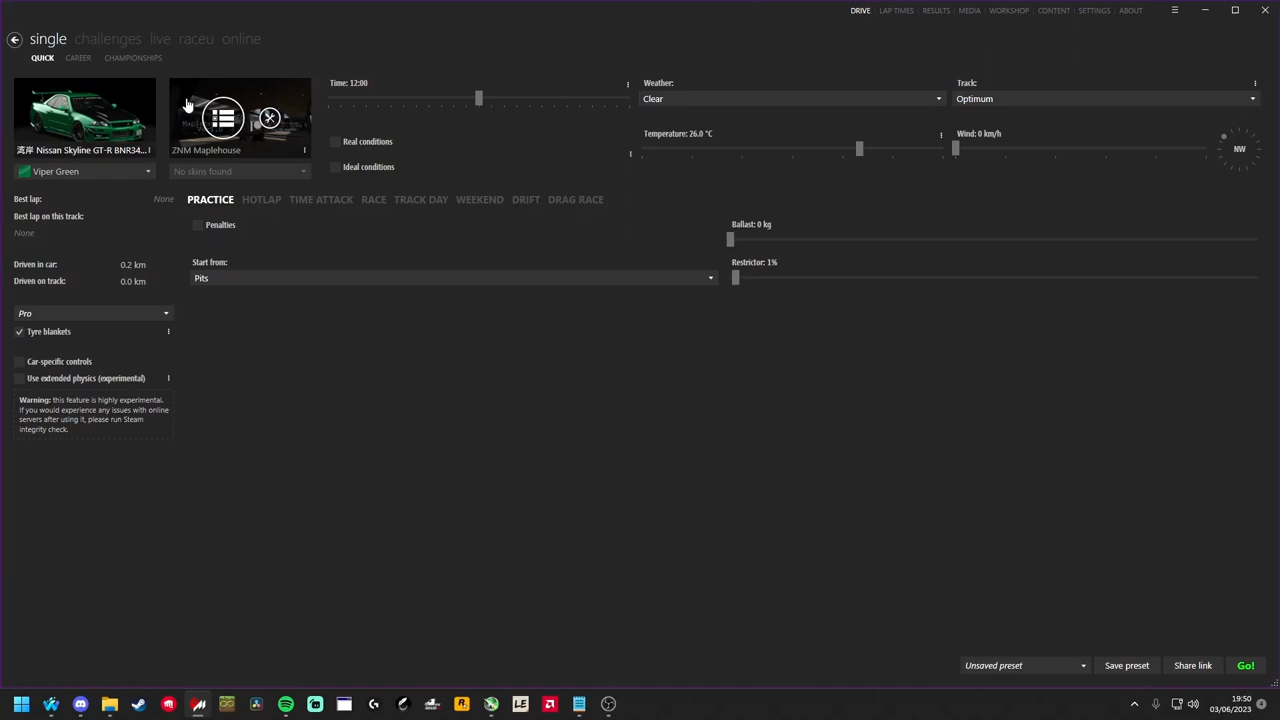 DRIVE LAP TIMES RESULTS MEDIA WORKSHOP CONTENT SETTINGS ABOUT
single challenges live raceu online
QUICK CAREER CHAMPIONSHIPS
湾岸 Nissan Skyline GT-R BNR34...
ZNM Maplehouse
Viper Green
No skins found
Time: 12:00
Weather:
Track:
Clear
Optimum
Real conditions
Temperature: 26.0 °C
Wind: 0 km/h
NW
Ideal conditions
Best lap: None
Best lap on this track:
None
Driven in car: 0.2 km
Driven on track: 0.0 km
PRACTICE HOTLAP TIME ATTACK RACE TRACK DAY WEEKEND DRIFT DRAG RACE
Penalties
Ballast: 0 kg
Start from:
Restrictor: 1%
Pits
Pro
Tyre blankets
Car-specific controls
Use extended physics (experimental)
Warning: this feature is highly experimental.
If you would experience any issues with online
servers after using it, please run Steam
integrity check.
Unsaved preset Save preset Share link Go!
LE
19:50
03/06/2023